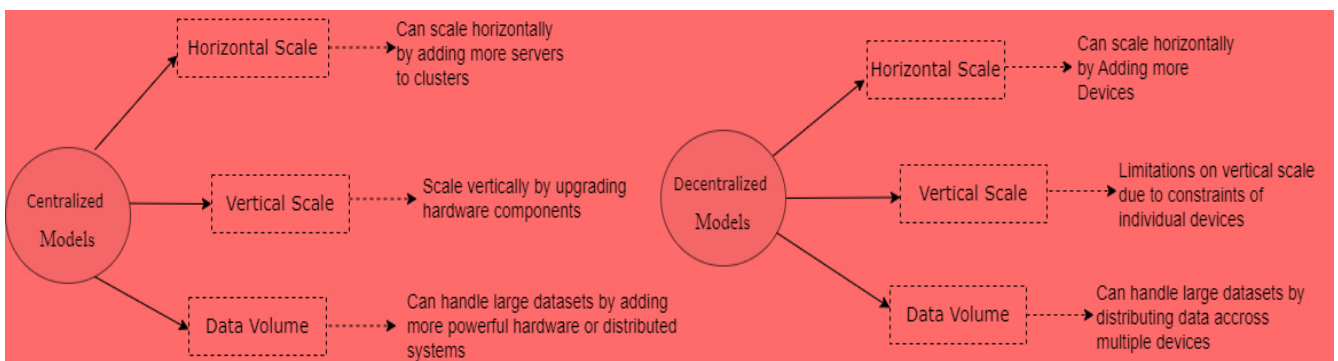 Centralized
Models
Horizontal Scale
Can scale horizontally
by adding more servers
to clusters
Vertical Scale
Scale vertically by upgrading
hardware components
Data Volume
Can handle large datasets by adding
more powerful hardware or distributed
systems
Decentralized
Models
Horizontal Scale
Can scale horizontally
by Adding more
Devices
Vertical Scale
Limitations on vertical scale
due to constraints of
individual devices
Data Volume
Can handle large datasets by
distributing data accross
multiple devices